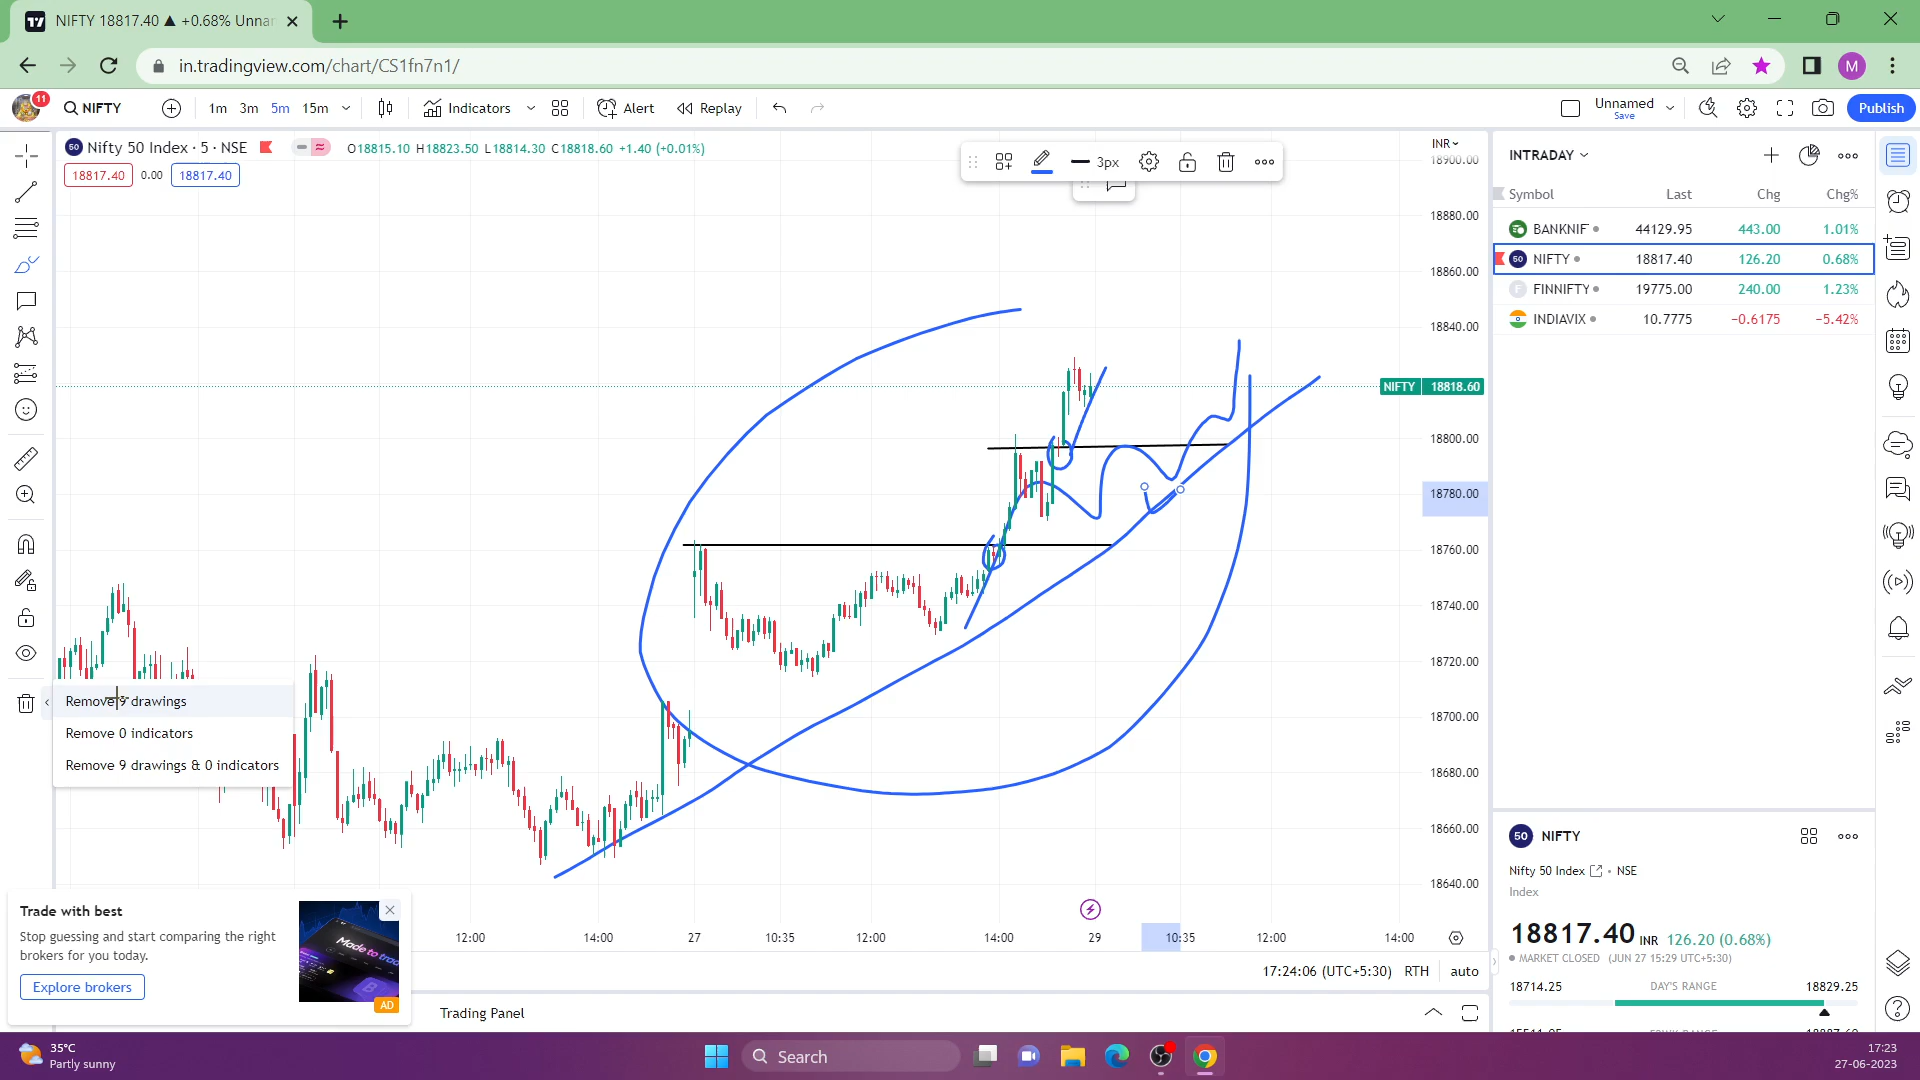 NIFTY 18817.40 ▲ +0.68% Unnar
in.tradingview.com/chart/CS1fn7n1/
M
11
NIFTY
1m 3m 5m 15m
Indicators
Alert
Replay
Unnamed
Save
Publish
50 Nifty 50 Index · 5 · NSE
O18815.10 H18823.50 L18814.30 C18818.60 +1.40 (+0.01%)
18817.40 0.00 18817.40
3px
INR
18900.00
18880.00
18860.00
18840.00
NIFTY 18818.60
18800.00
18780.00
18760.00
18740.00
18720.00
18700.00
18680.00
18660.00
18640.00
Remove 9 drawings
Remove 0 indicators
Remove 9 drawings & 0 indicators
12:00 14:00 27 10:35 12:00 14:00 29 10:35 12:00 14:00
17:24:06 (UTC+5:30) RTH auto
Trading Panel
Trade with best
Stop guessing and start comparing the right
brokers for you today.
Explore brokers
Made to trad
AD
INTRADAY
Symbol Last Chg Chg%
BANKNIF 44129.95 443.00 1.01%
50 NIFTY 18817.40 126.20 0.68%
F FINNIFTY 19775.00 240.00 1.23%
INDIAVIX 10.7775 −0.6175 −5.42%
50 NIFTY
Nifty 50 Index · NSE
Index
18817.40 INR 126.20 (0.68%)
MARKET CLOSED (JUN 27 15:29 UTC+5:30)
18714.25 DAY'S RANGE 18829.25
35°C
Partly sunny
Search
17:23
27-06-2023